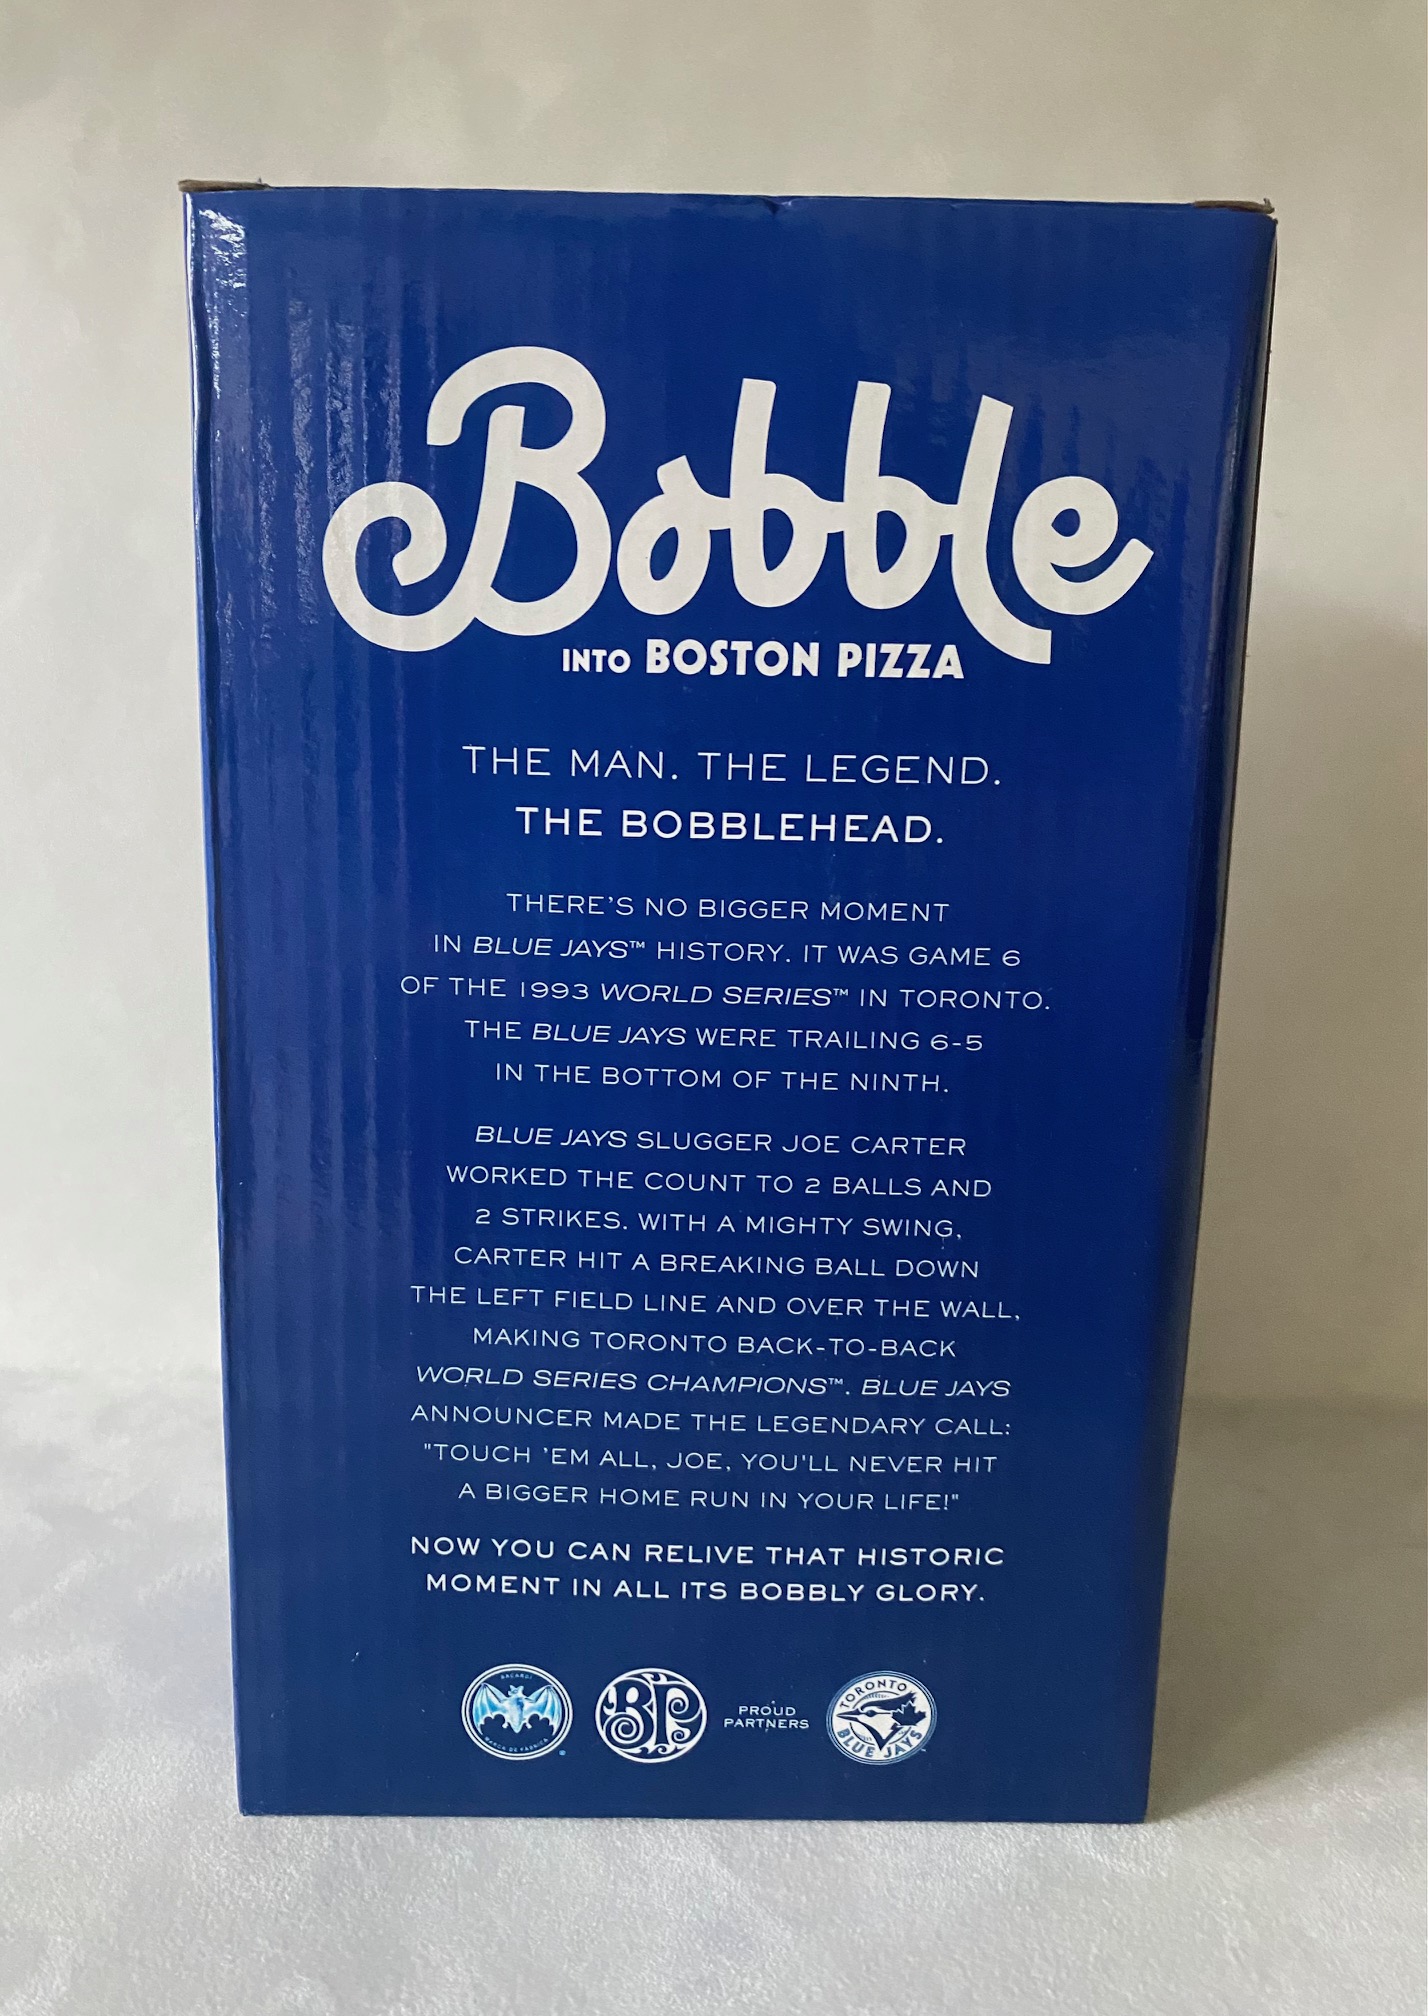 Bobble
INTO BOSTON PIZZA
THE MAN. THE LEGEND.
THE BOBBLEHEAD.
THERE'S NO BIGGER MOMENT
IN BLUE JAYS™ HISTORY. IT WAS GAME 6
OF THE 1993 WORLD SERIES™ IN TORONTO.
THE BLUE JAYS WERE TRAILING 6-5
IN THE BOTTOM OF THE NINTH.
BLUE JAYS SLUGGER JOE CARTER
WORKED THE COUNT TO 2 BALLS AND
2 STRIKES. WITH A MIGHTY SWING,
CARTER HIT A BREAKING BALL DOWN
THE LEFT FIELD LINE AND OVER THE WALL,
MAKING TORONTO BACK-TO-BACK
WORLD SERIES CHAMPIONS™. BLUE JAYS
ANNOUNCER MADE THE LEGENDARY CALL:
"TOUCH 'EM ALL, JOE, YOU'LL NEVER HIT
A BIGGER HOME RUN IN YOUR LIFE!"
NOW YOU CAN RELIVE THAT HISTORIC
MOMENT IN ALL ITS BOBBLY GLORY.
BACARDI
MARCA DE FÁBRICA
®
BP
PROUD
PARTNERS
TORONTO
BLUE JAYS